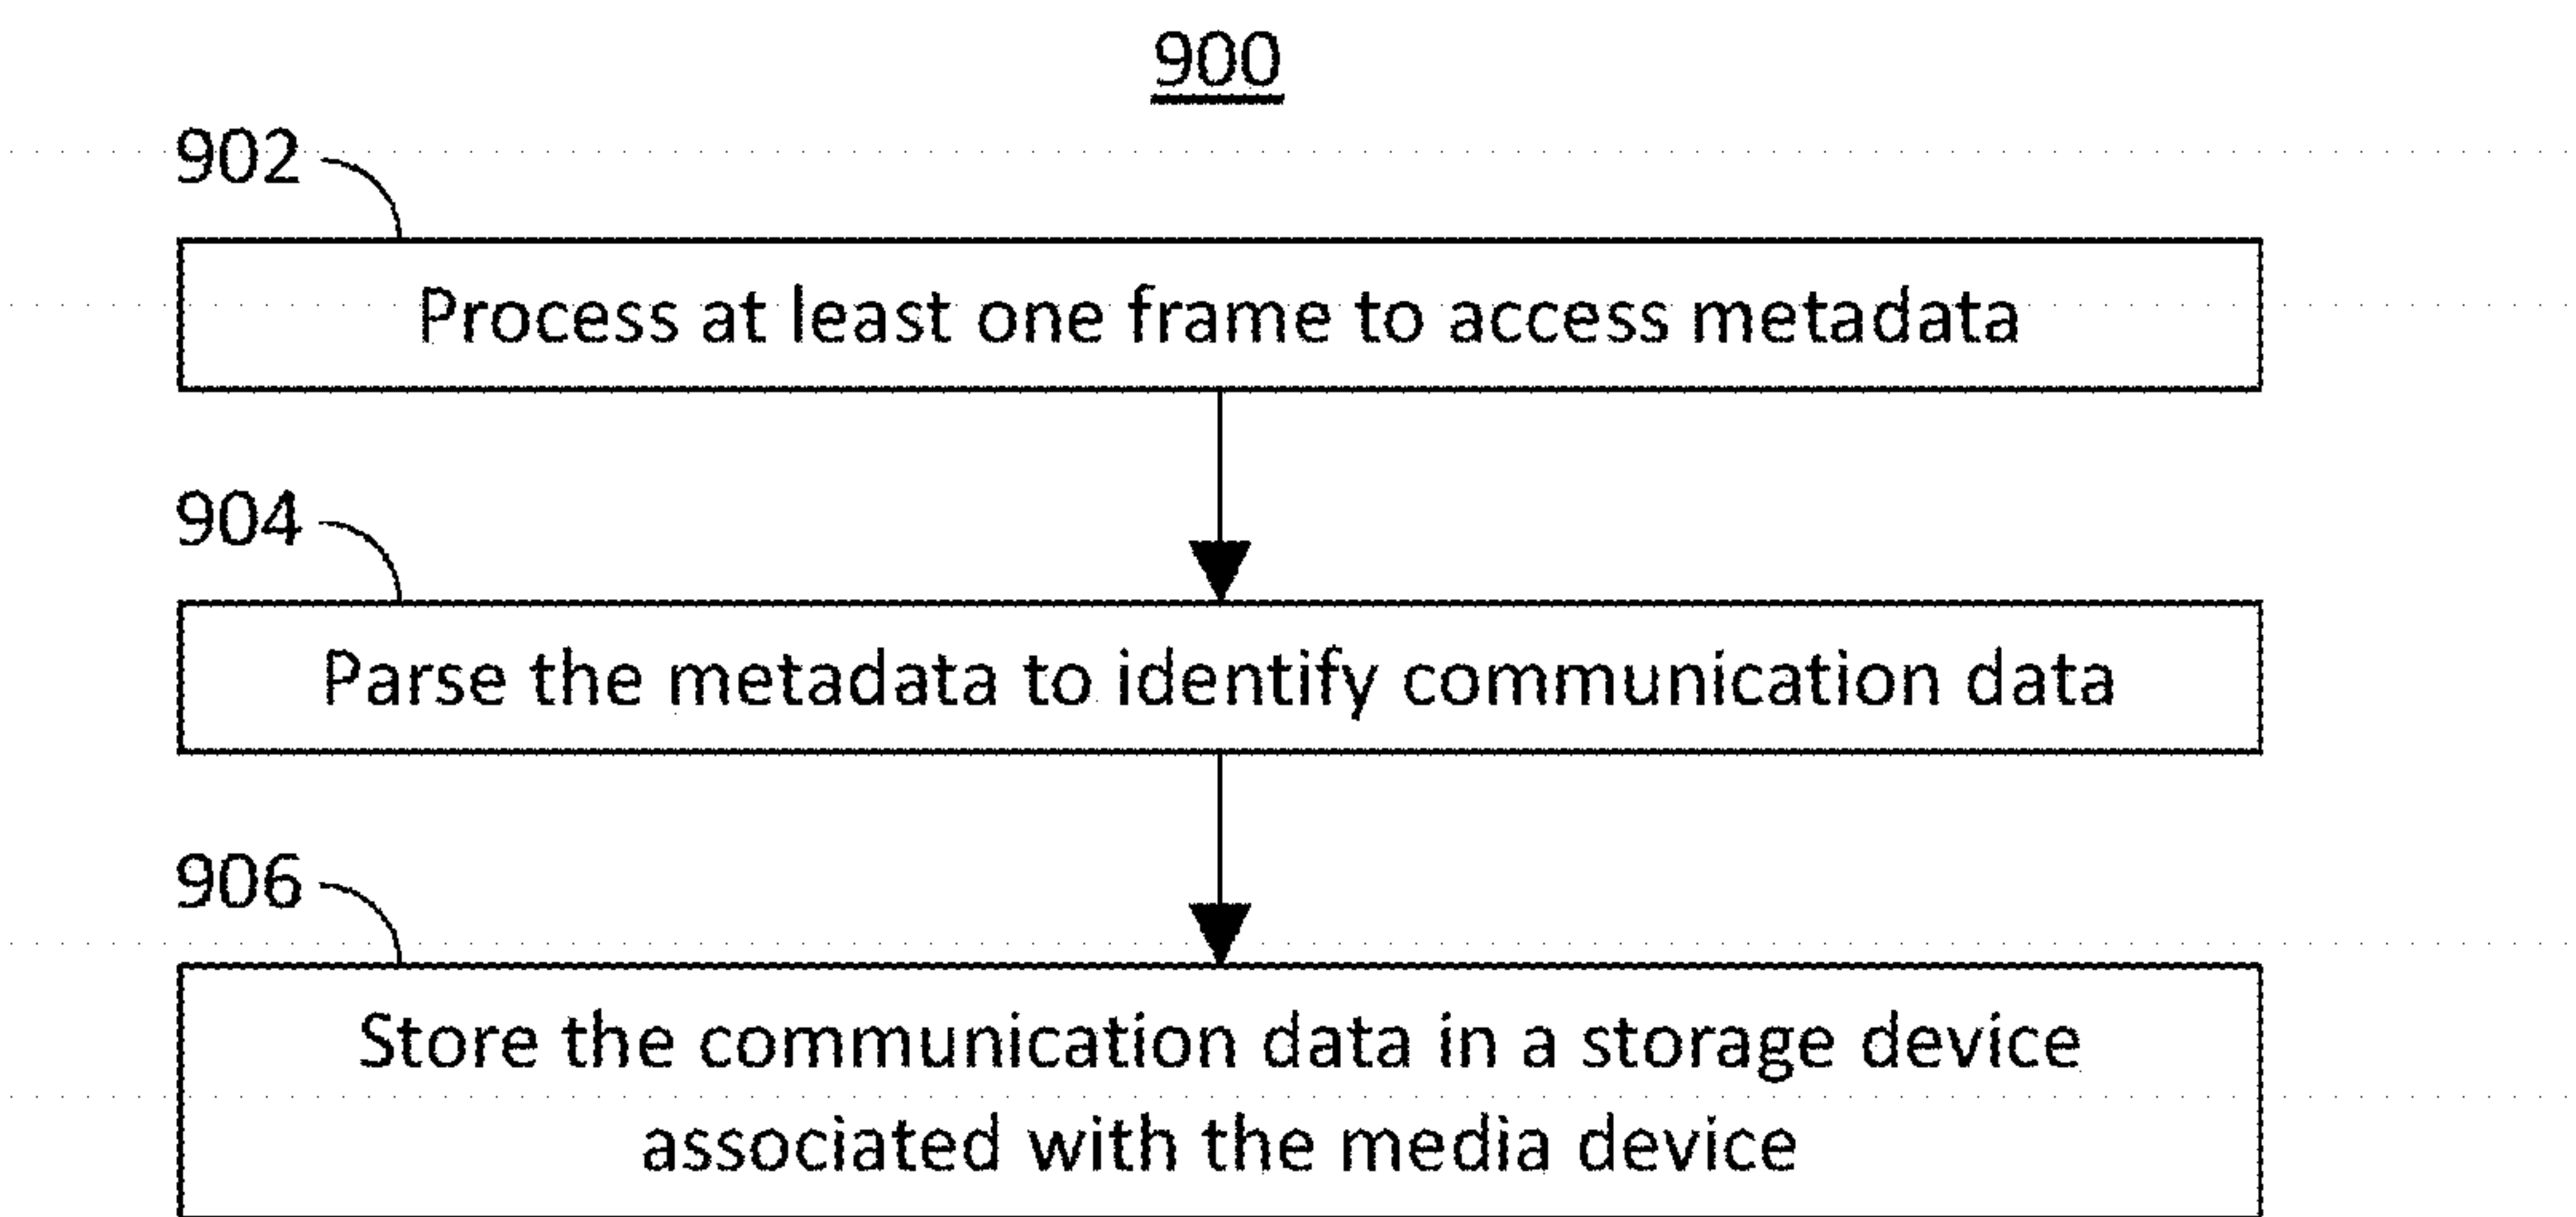 900
902
Process at least one frame to access metadata
904
Parse the metadata to identify communication data
906
Store the communication data in a storage device
associated with the media device